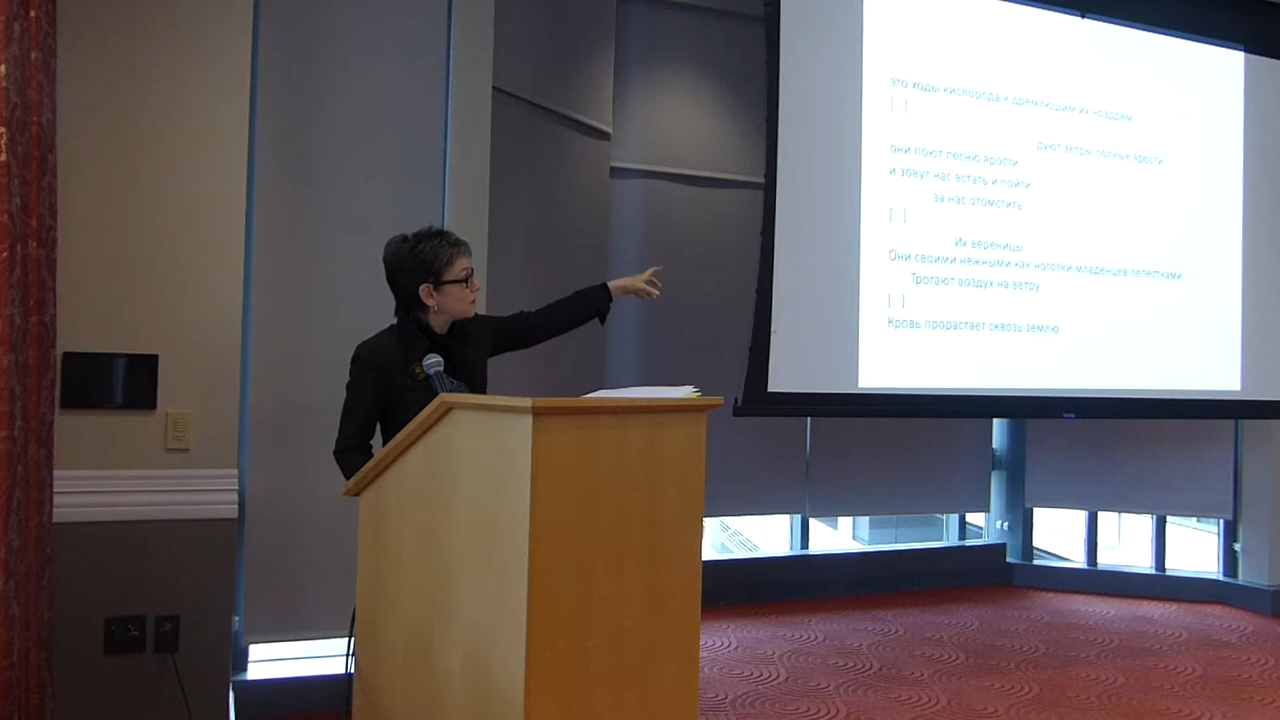 это ходы кислорода к дремлющим их ноздрям
[ ]
дуют ветры полные ярости
они поют песню ярости
и зовут нас встать и пойти
за нас отомстить
[ ]
Их вереницы
Они своими нежными как ноготки младенцев лепестками
Трогают воздух на ветру
[ ]
Кровь прорастает сквозь землю